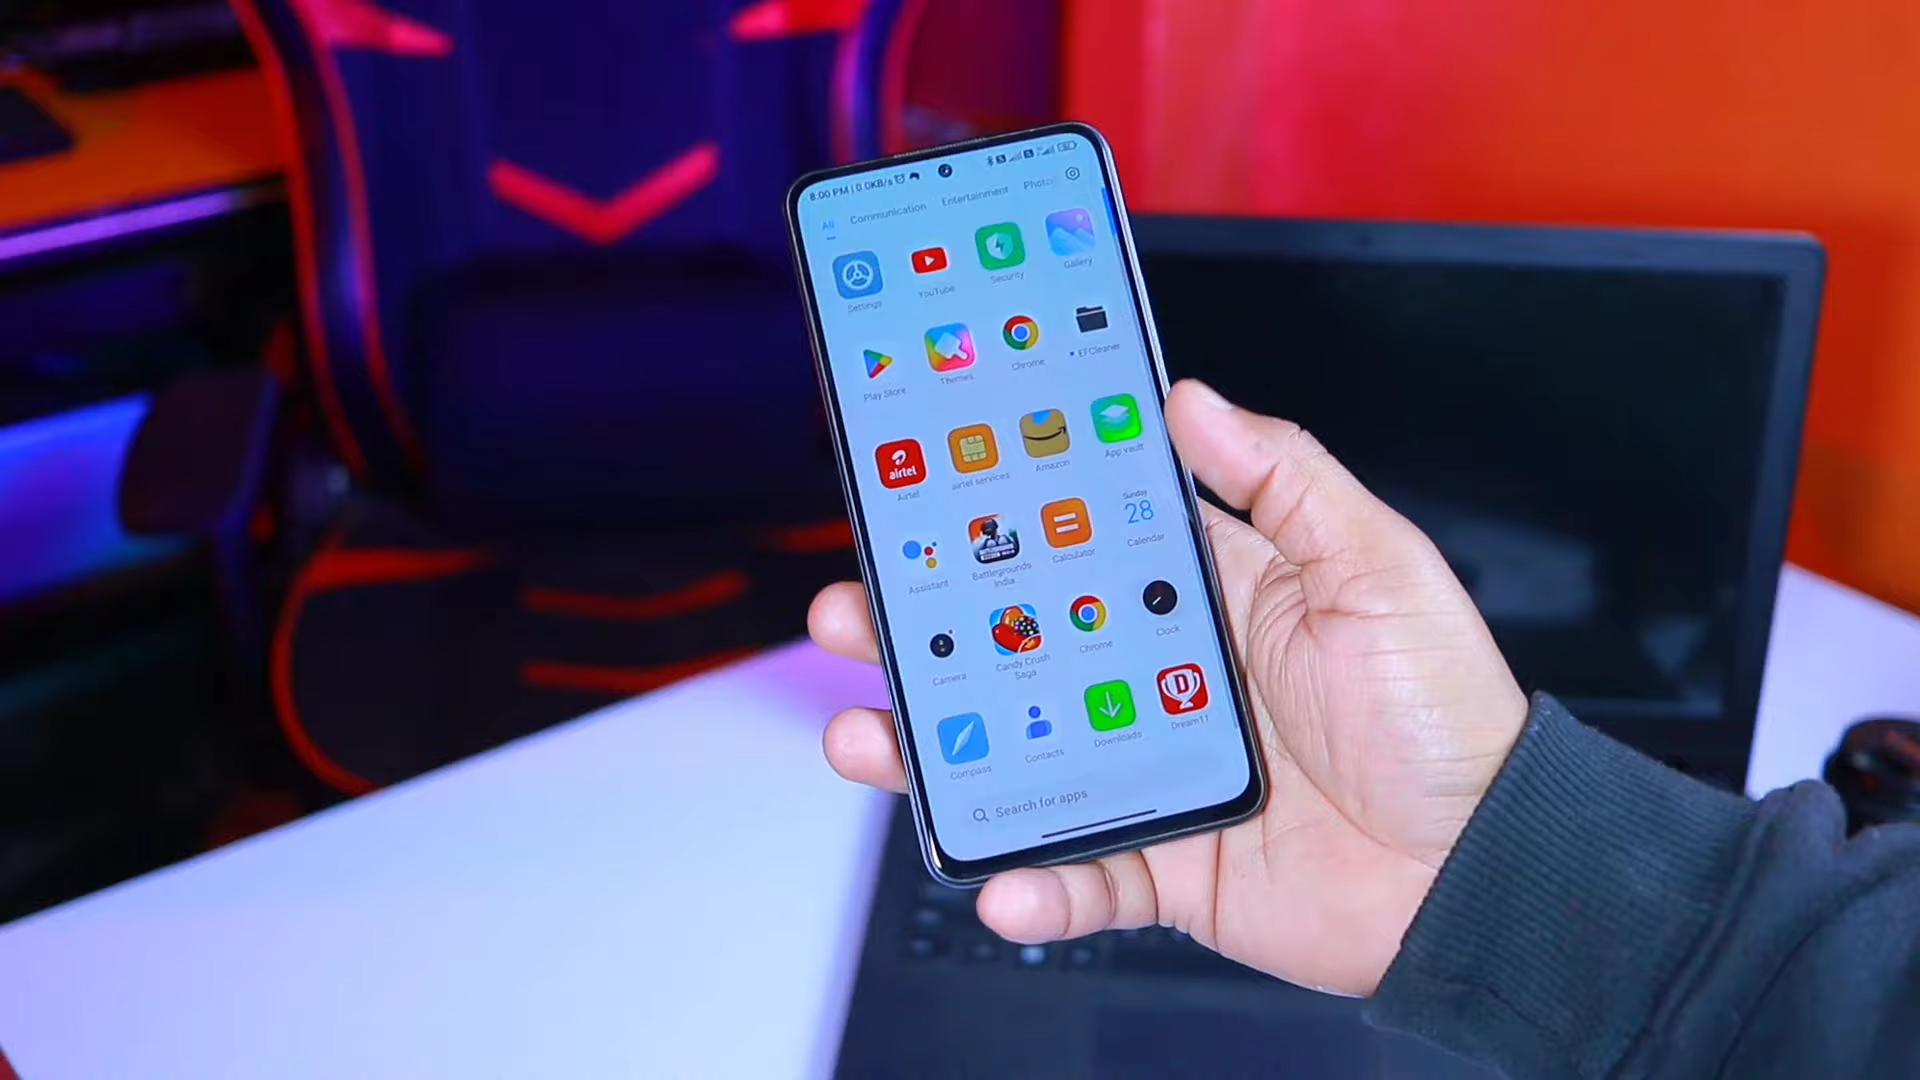 8:00 PM | 0.0KB/s
All Communication Entertainment Photo
Settings YouTube Security Gallery
Play Store Themes Chrome EFCleaner
airtel
Airtel airtel services Amazon App vault
Sunday
28
BATTLEGROUNDS
Assistant Battlegrounds India Calculator Calendar
Camera Candy Crush Saga Chrome Clock
D
Compass Contacts Downloads Dream11
Search for apps